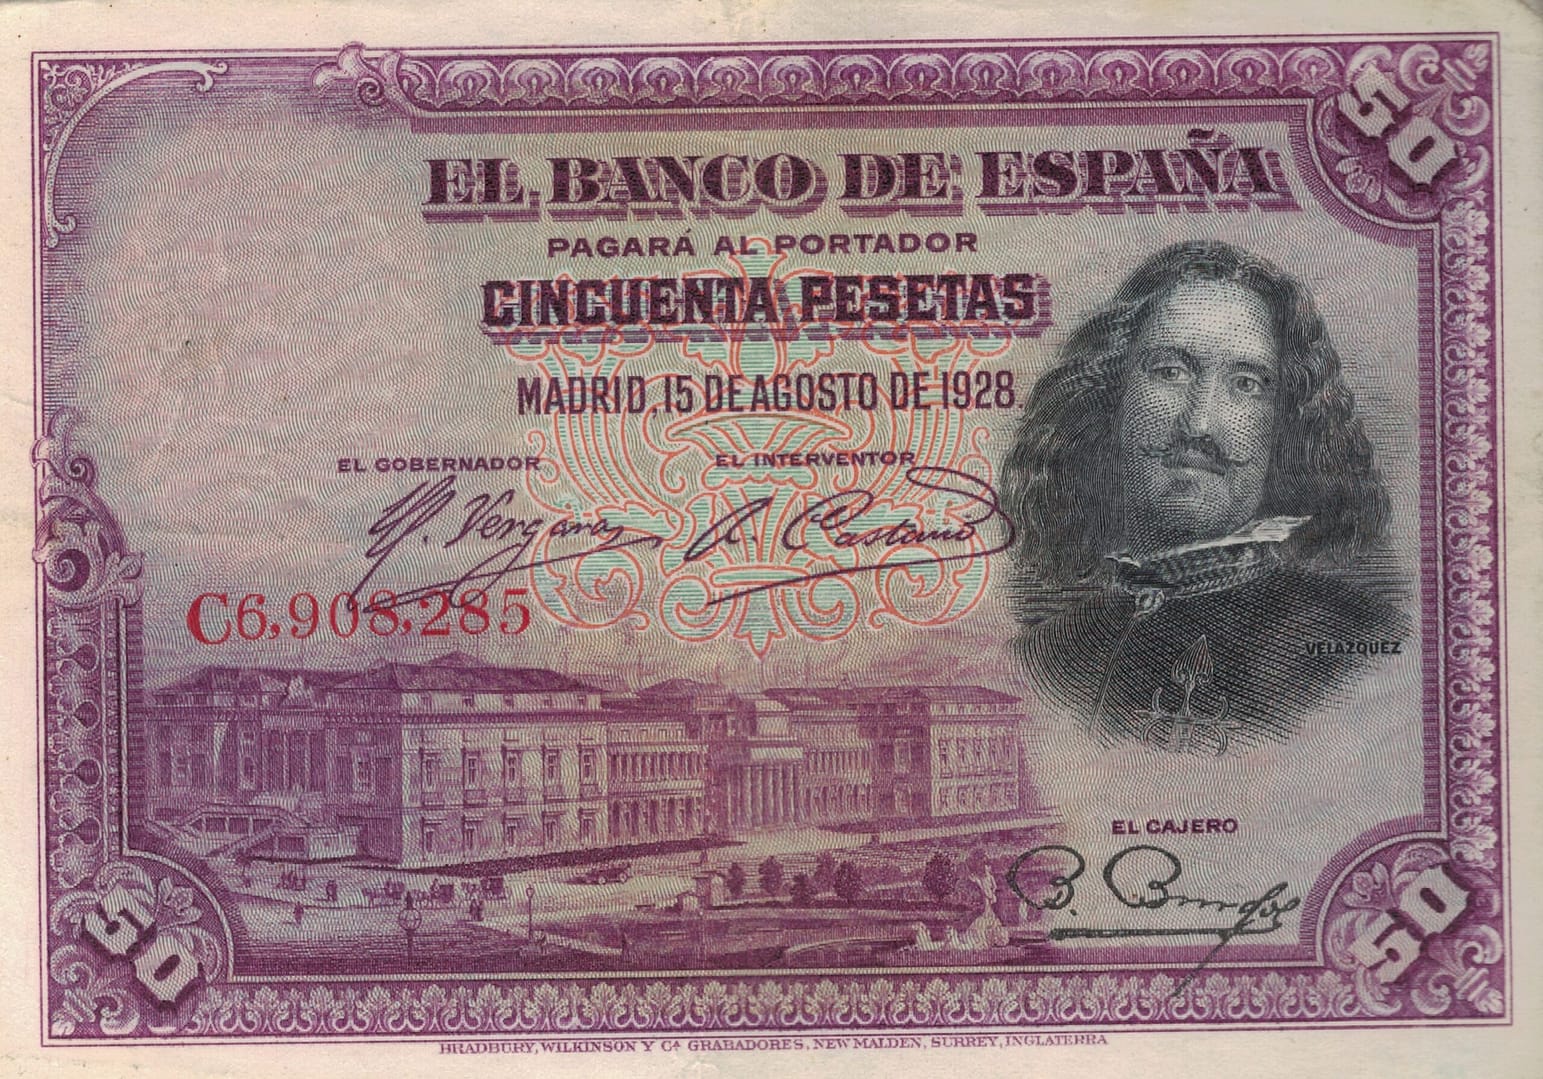 50
EL BANCO DE ESPAÑA
PAGARÁ AL PORTADOR
CINCUENTA PESETAS
MADRID 15 DE AGOSTO DE 1928
EL GOBERNADOR
EL INTERVENTOR
C6,908,285
VELAZQUEZ
EL CAJERO
50
50
BRADBURY, WILKINSON Y Cª GRABADORES, NEW MALDEN, SURREY, INGLATERRA